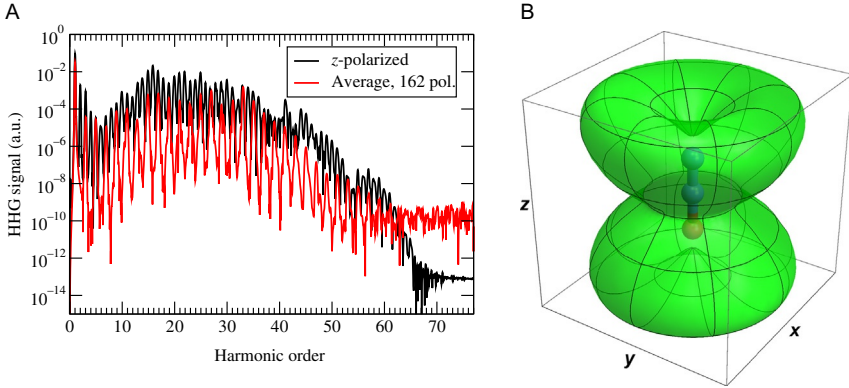 A
B
10^0
10^-2
10^-4
10^-6
10^-8
10^-10
10^-12
10^-14
HHG signal (a.u.)
z-polarized
Average, 162 pol.
0 10 20 30 40 50 60 70
Harmonic order
z
y
x